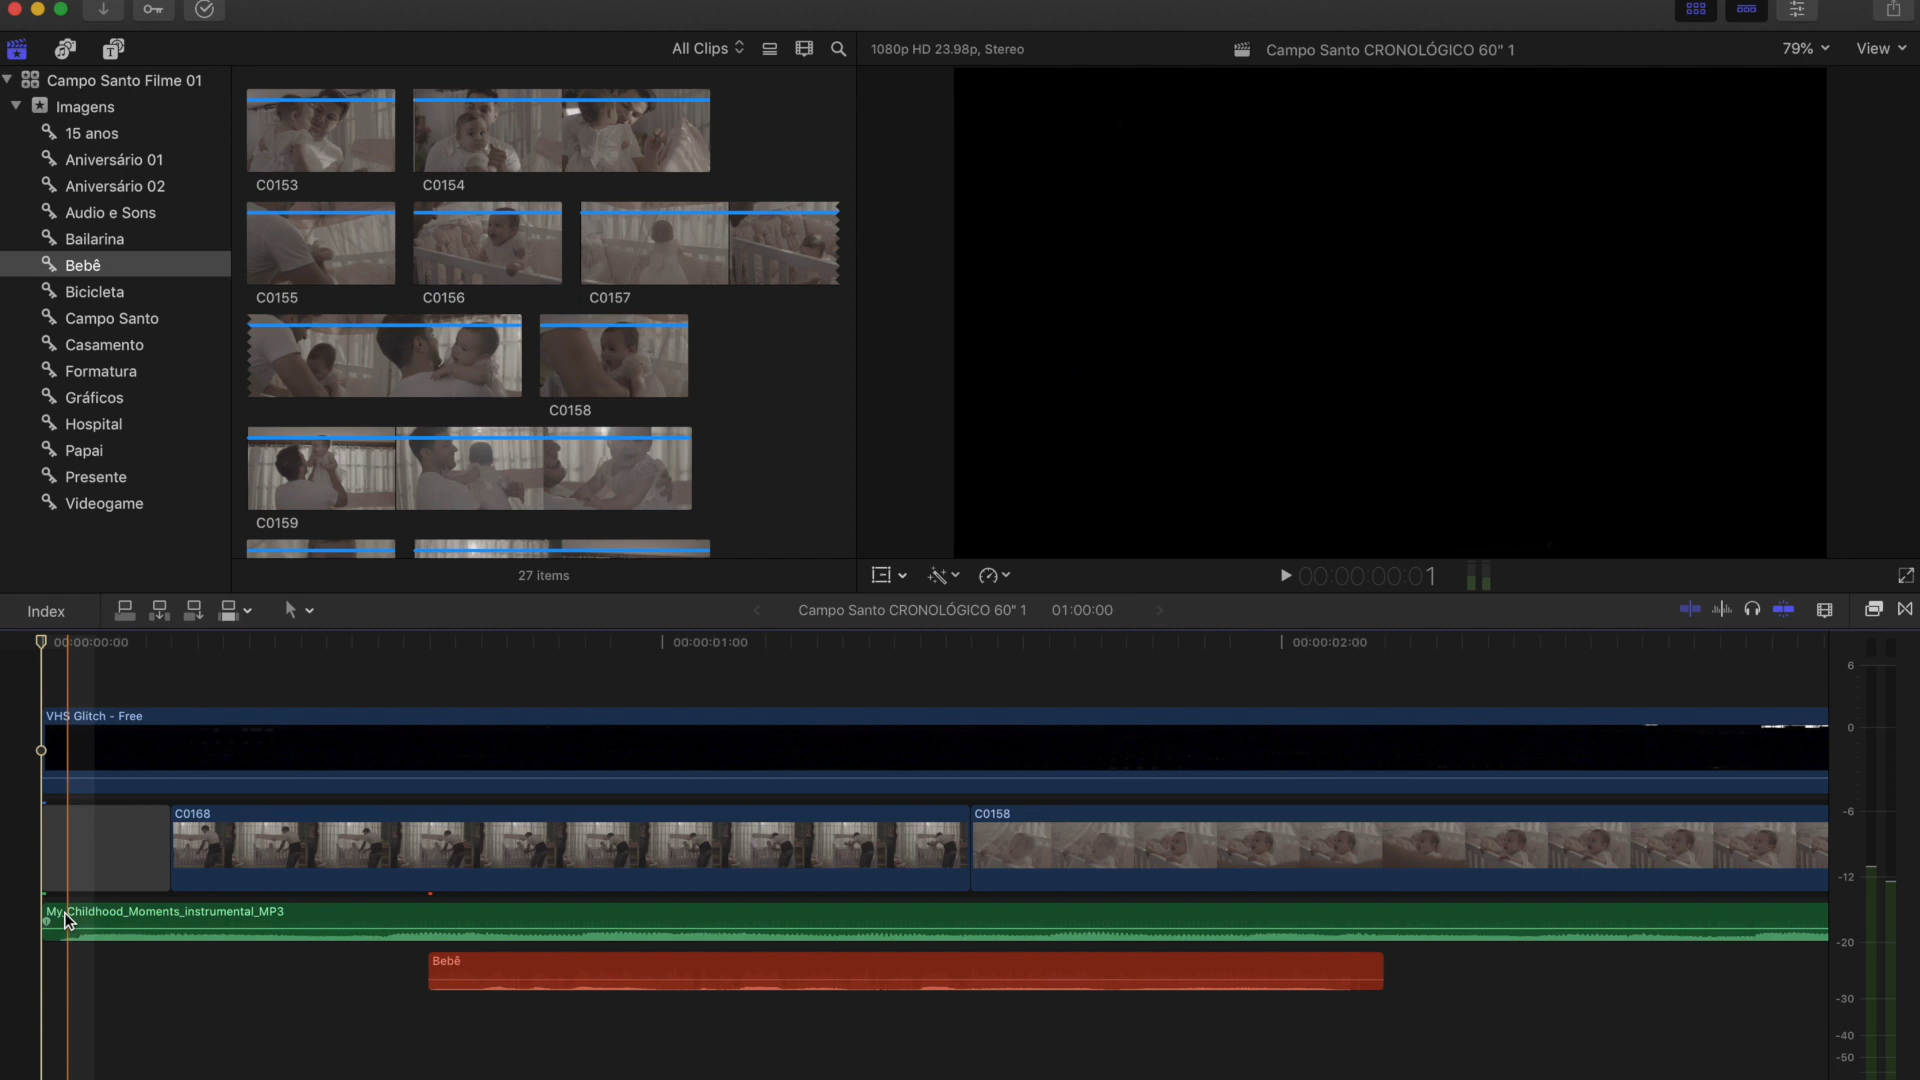 All Clips
1080p HD 23.98p, Stereo
Campo Santo CRONOLÓGICO 60" 1
79%
View
Campo Santo Filme 01
Imagens
15 anos
Aniversário 01
Aniversário 02
Audio e Sons
Bailarina
Bebê
Bicicleta
Campo Santo
Casamento
Formatura
Gráficos
Hospital
Papai
Presente
Videogame
C0153
C0154
C0155
C0156
C0157
C0158
C0159
27 items
00:00:00:01
Index
Campo Santo CRONOLÓGICO 60" 1
01:00:00
00:00:00:00
00:00:01:00
00:00:02:00
VHS Glitch - Free
C0168
C0158
My_Childhood_Moments_instrumental_MP3
Bebê
6
0
-6
-12
-20
-30
-40
-50